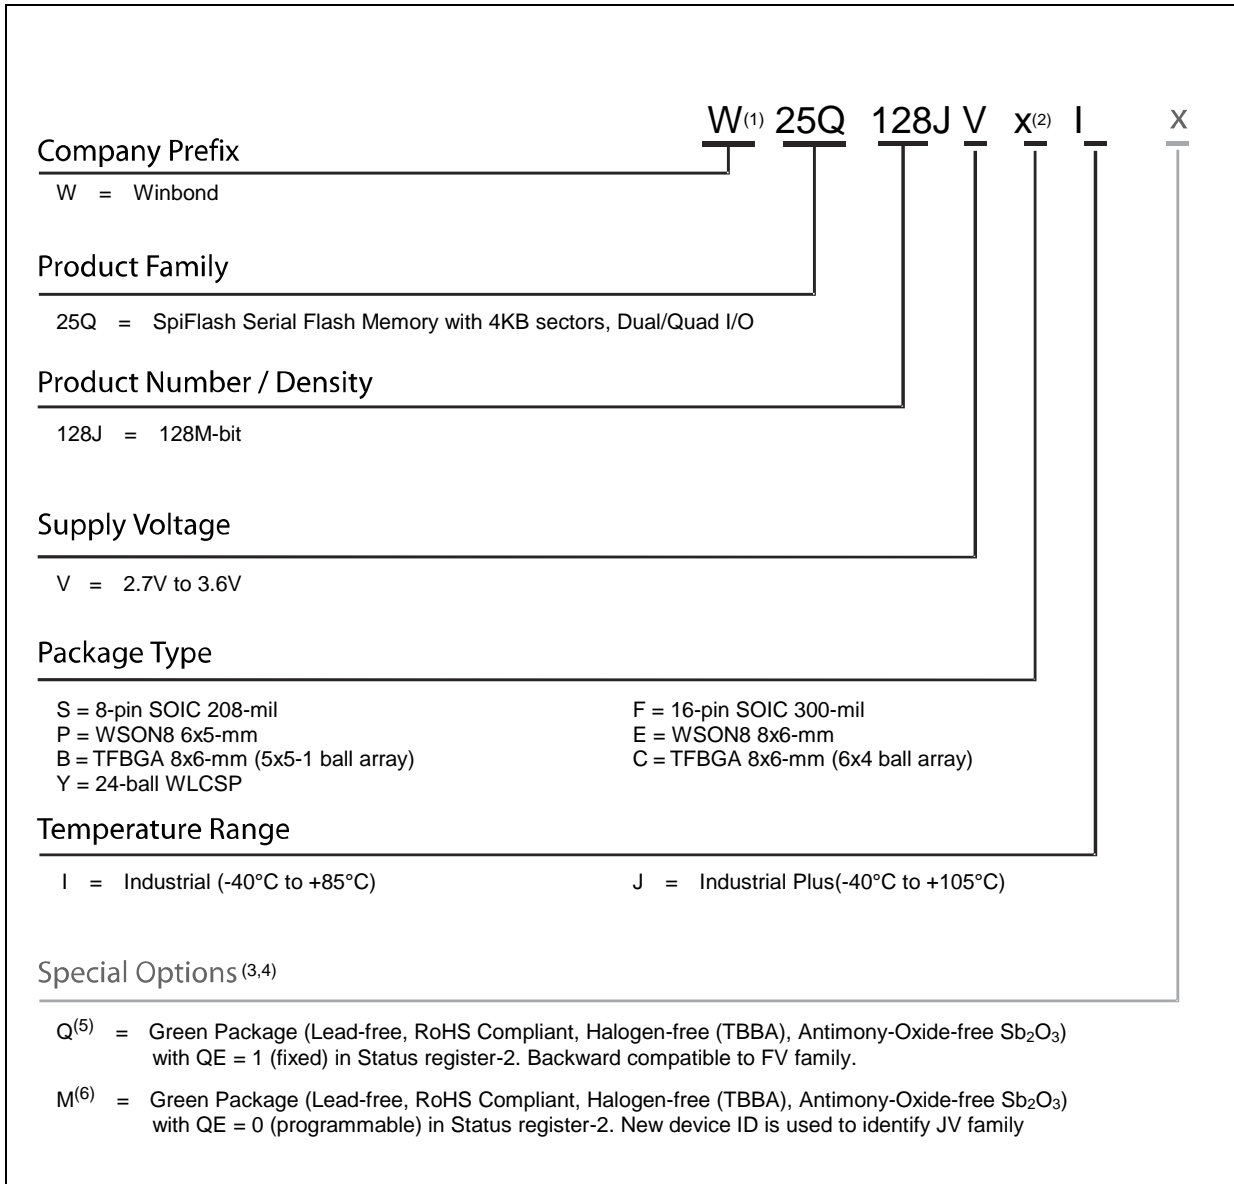 W(1) 25Q 128J V x(2) I x
Company Prefix
W = Winbond
Product Family
25Q = SpiFlash Serial Flash Memory with 4KB sectors, Dual/Quad I/O
Product Number / Density
128J = 128M-bit
Supply Voltage
V = 2.7V to 3.6V
Package Type
S = 8-pin SOIC 208-mil F = 16-pin SOIC 300-mil
P = WSON8 6x5-mm E = WSON8 8x6-mm
B = TFBGA 8x6-mm (5x5-1 ball array) C = TFBGA 8x6-mm (6x4 ball array)
Y = 24-ball WLCSP
Temperature Range
I = Industrial (-40°C to +85°C) J = Industrial Plus(-40°C to +105°C)
Special Options (3,4)
Q(5) = Green Package (Lead-free, RoHS Compliant, Halogen-free (TBBA), Antimony-Oxide-free Sb2O3)
with QE = 1 (fixed) in Status register-2. Backward compatible to FV family.
M(6) = Green Package (Lead-free, RoHS Compliant, Halogen-free (TBBA), Antimony-Oxide-free Sb2O3)
with QE = 0 (programmable) in Status register-2. New device ID is used to identify JV family